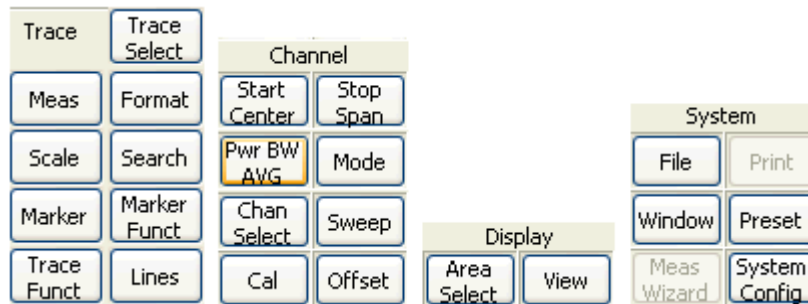 Trace
Trace
Select
Meas
Format
Scale
Search
Marker
Marker
Funct
Trace
Funct
Lines
Channel
Start
Center
Stop
Span
Pwr BW
AVG
Mode
Chan
Select
Sweep
Cal
Offset
Display
Area
Select
View
System
File
Print
Window
Preset
Meas
Wizard
System
Config